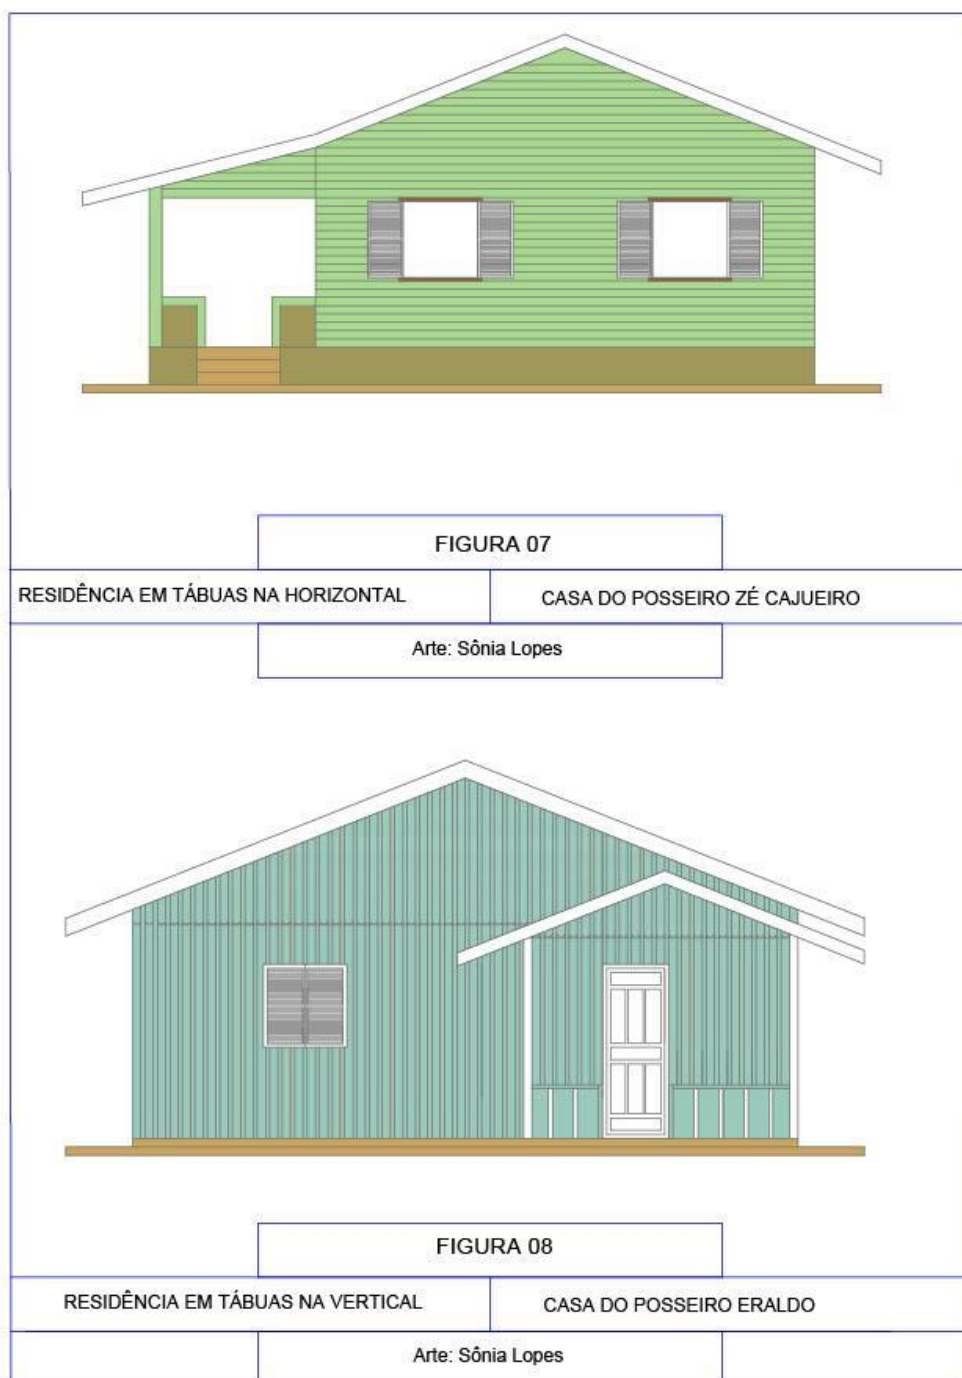 FIGURA 07
RESIDÊNCIA EM TÁBUAS NA HORIZONTAL
CASA DO POSSEIRO ZÉ CAJUEIRO
Arte: Sônia Lopes
FIGURA 08
RESIDÊNCIA EM TÁBUAS NA VERTICAL
CASA DO POSSEIRO ERALDO
Arte: Sônia Lopes